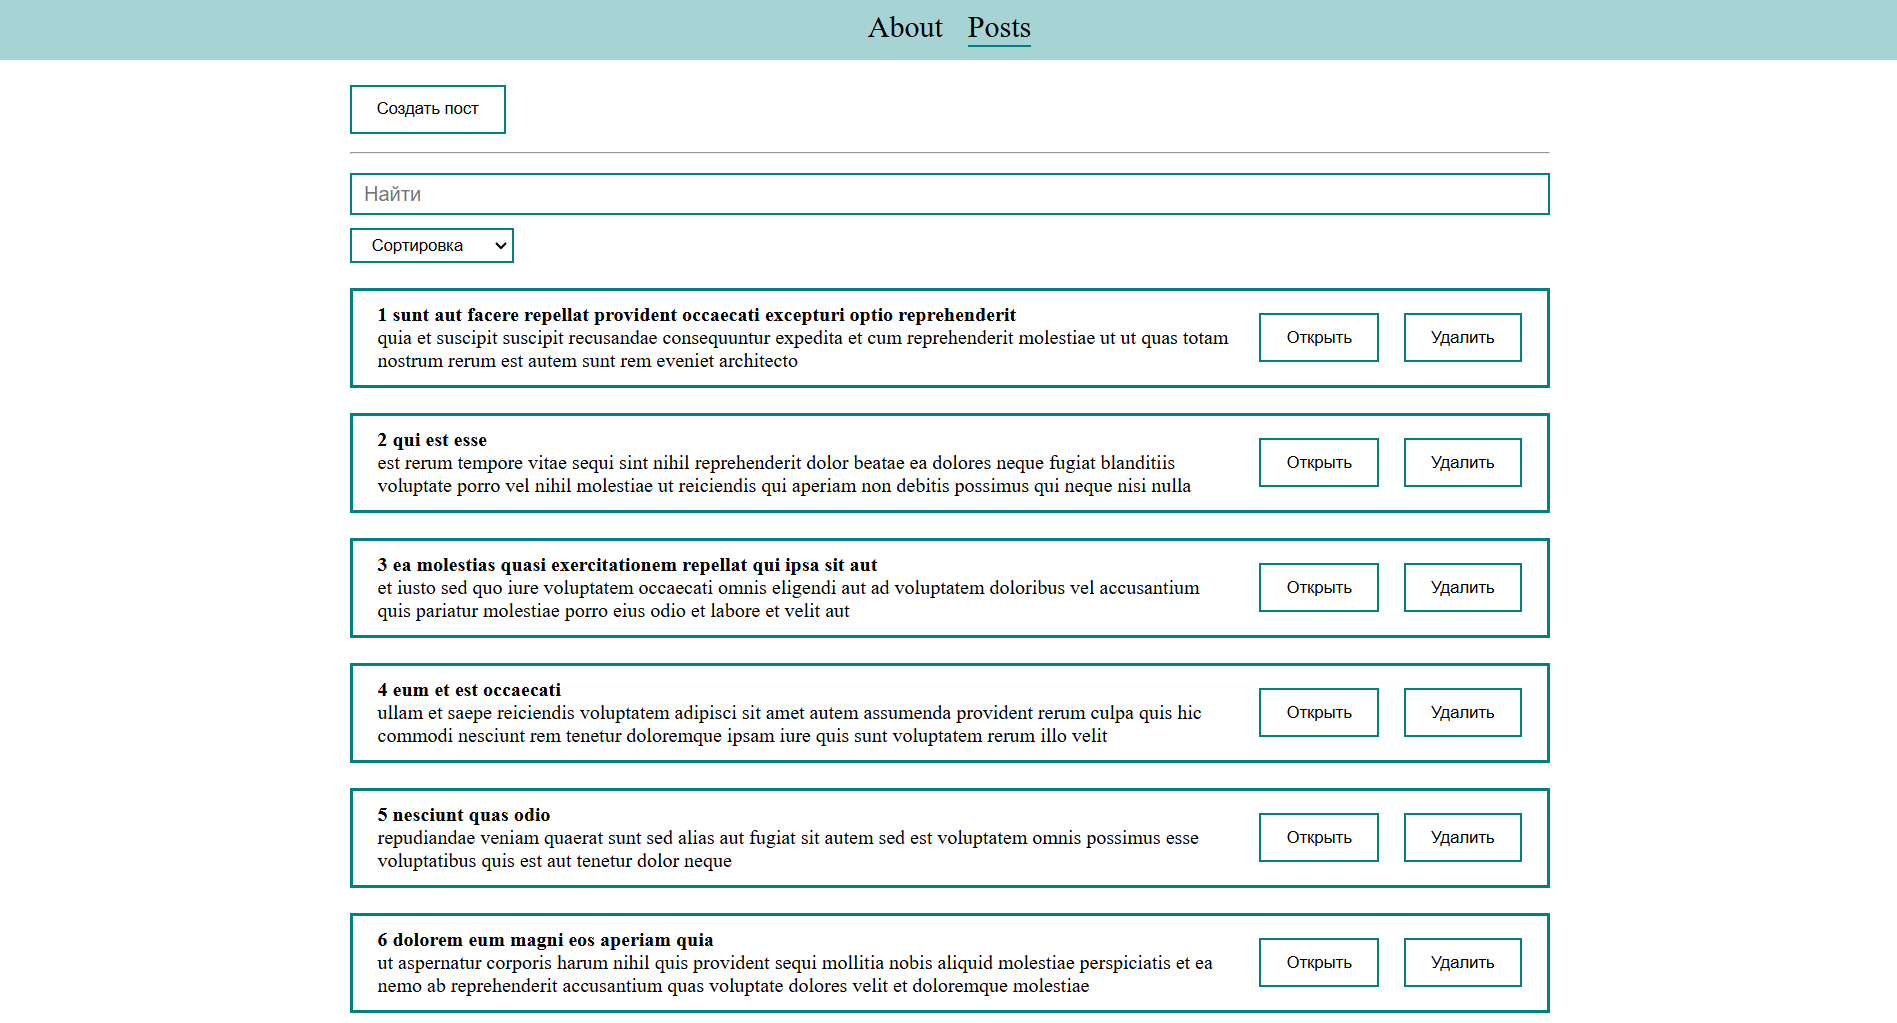 About Posts
Создать пост
Найти
Сортировка
1 sunt aut facere repellat provident occaecati excepturi optio reprehenderit
quia et suscipit suscipit recusandae consequuntur expedita et cum reprehenderit molestiae ut ut quas totam
nostrum rerum est autem sunt rem eveniet architecto
Открыть Удалить
2 qui est esse
est rerum tempore vitae sequi sint nihil reprehenderit dolor beatae ea dolores neque fugiat blanditiis
voluptate porro vel nihil molestiae ut reiciendis qui aperiam non debitis possimus qui neque nisi nulla
Открыть Удалить
3 ea molestias quasi exercitationem repellat qui ipsa sit aut
et iusto sed quo iure voluptatem occaecati omnis eligendi aut ad voluptatem doloribus vel accusantium
quis pariatur molestiae porro eius odio et labore et velit aut
Открыть Удалить
4 eum et est occaecati
ullam et saepe reiciendis voluptatem adipisci sit amet autem assumenda provident rerum culpa quis hic
commodi nesciunt rem tenetur doloremque ipsam iure quis sunt voluptatem rerum illo velit
Открыть Удалить
5 nesciunt quas odio
repudiandae veniam quaerat sunt sed alias aut fugiat sit autem sed est voluptatem omnis possimus esse
voluptatibus quis est aut tenetur dolor neque
Открыть Удалить
6 dolorem eum magni eos aperiam quia
ut aspernatur corporis harum nihil quis provident sequi mollitia nobis aliquid molestiae perspiciatis et ea
nemo ab reprehenderit accusantium quas voluptate dolores velit et doloremque molestiae
Открыть Удалить